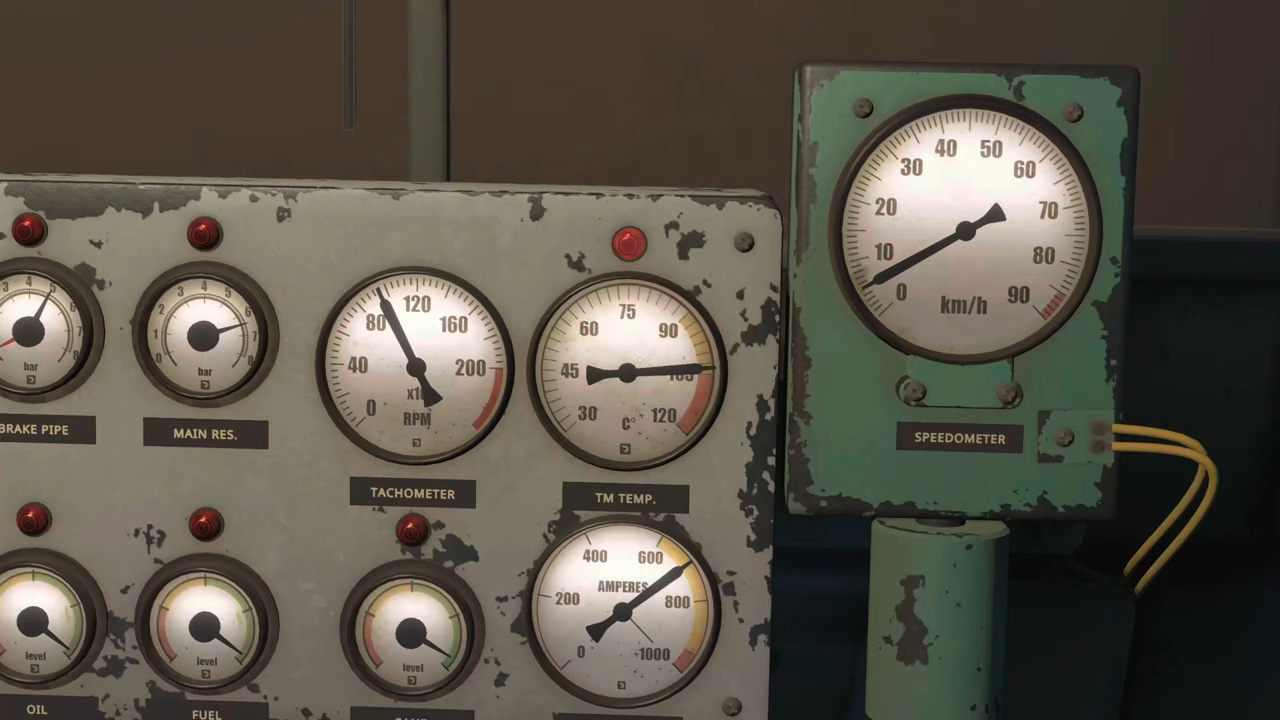 3 4 5 6 7 8
bar
BRAKE PIPE
0 1 2 3 4 5 6 7 8
bar
MAIN RES.
0 40 80 120 160 200
RPM
TACHOMETER
30 45 60 75 90 105 120
C°
TM TEMP.
0 10 20 30 40 50 60 70 80 90
km/h
SPEEDOMETER
level
OIL
level
FUEL
level
0 200 400 600 800 1000
AMPERES